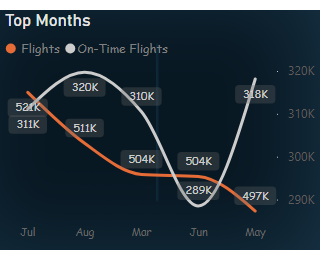 Top Months
Flights On-Time Flights
521K 320K 310K 318K 320K
311K 511K 310K
504K 504K 300K
289K 497K 290K
Jul Aug Mar Jun May